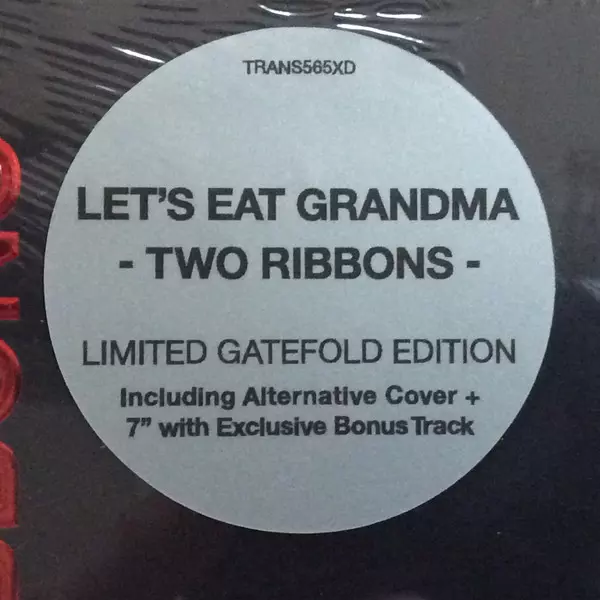 TRANS565XD
LET'S EAT GRANDMA
- TWO RIBBONS -
LIMITED GATEFOLD EDITION
Including Alternative Cover +
7” with Exclusive Bonus Track